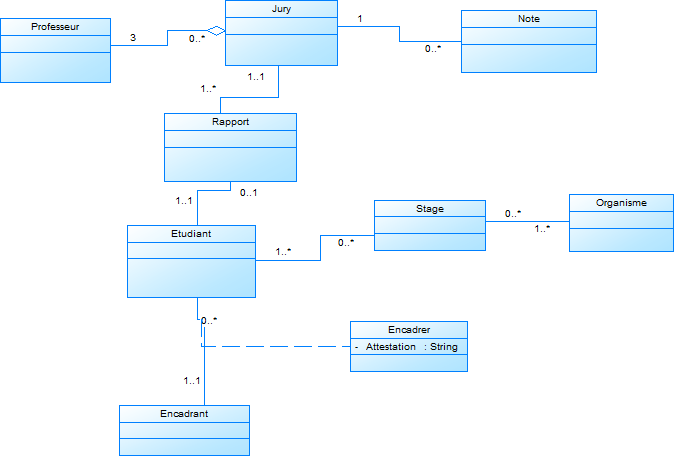 Jury
Professeur
Note
3
0..*
1
0..*
1..1
1..*
Rapport
0..1
1..1
Etudiant
Stage
Organisme
0..*
1..*
1..*
0..*
0..*
Encadrer
- Attestation : String
1..1
Encadrant